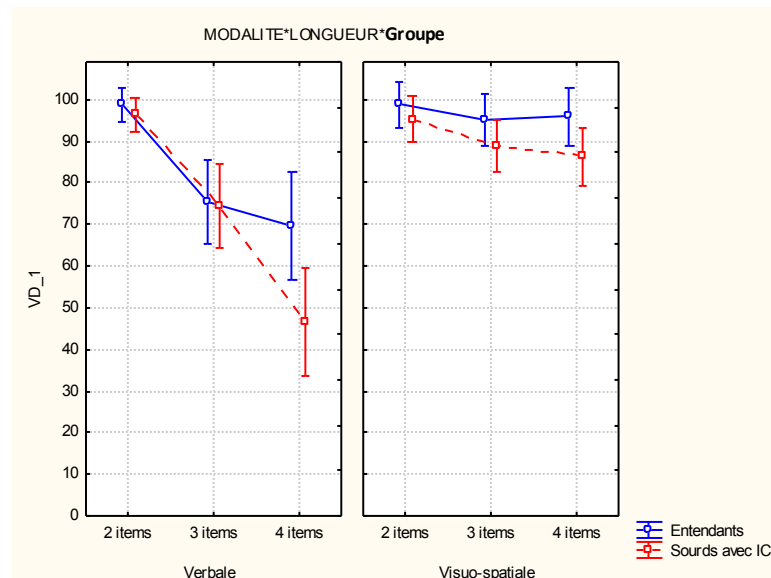 MODALITE*LONGUEUR*Groupe
VD_1
100
90
80
70
60
50
40
30
20
10
0
2 items 3 items 4 items
Verbale
2 items 3 items 4 items
Visuo-spatiale
Entendants
Sourds avec IC